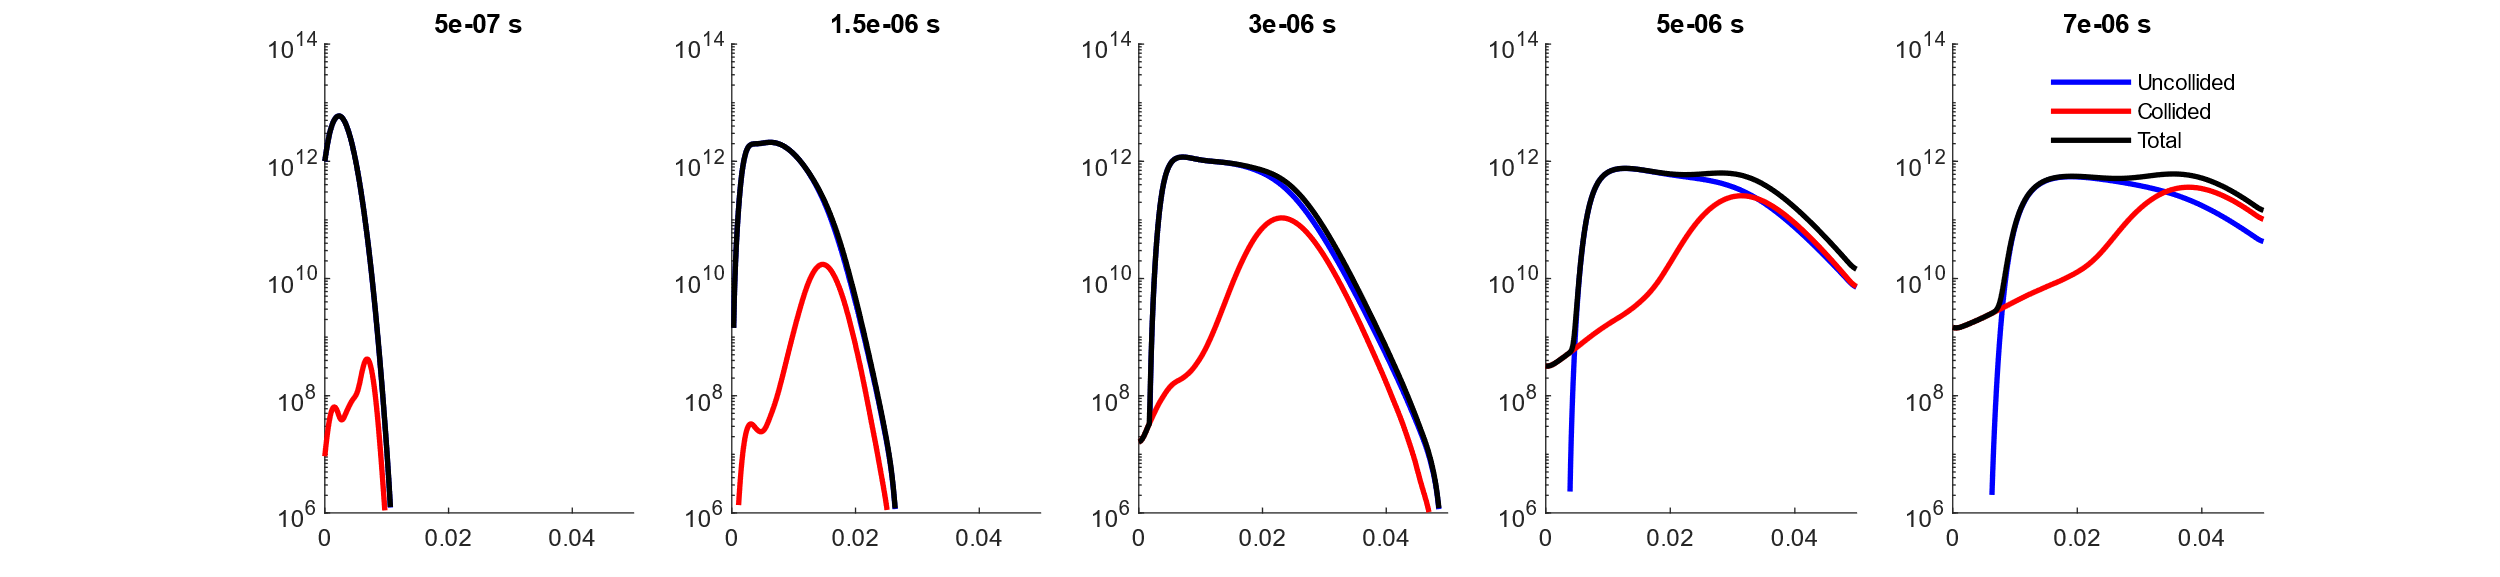 5e-07 s 1.5e-06 s 3e-06 s 5e-06 s 7e-06 s
10^14 10^14 10^14 10^14 10^14
Uncollided
Collided
Total
10^12 10^12 10^12 10^12 10^12
10^10 10^10 10^10 10^10 10^10
10^8 10^8 10^8 10^8 10^8
10^6 10^6 10^6 10^6 10^6
0 0.02 0.04 0 0.02 0.04 0 0.02 0.04 0 0.02 0.04 0 0.02 0.04